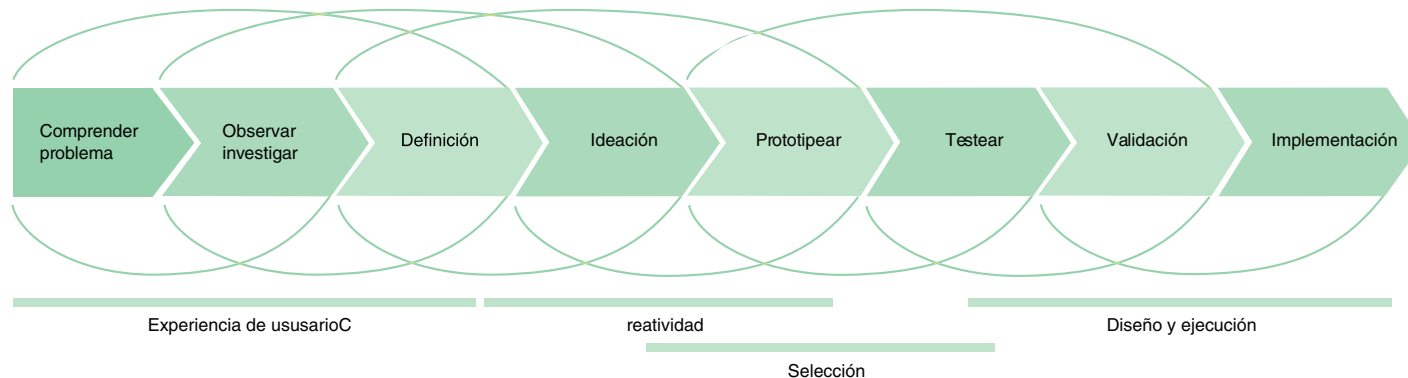 Comprender
problema
Observar
investigar
Definición
Ideación
Prototipear
Testear
Validación
Implementación
Experiencia de ususarioC
reatividad
Diseño y ejecución
Selección